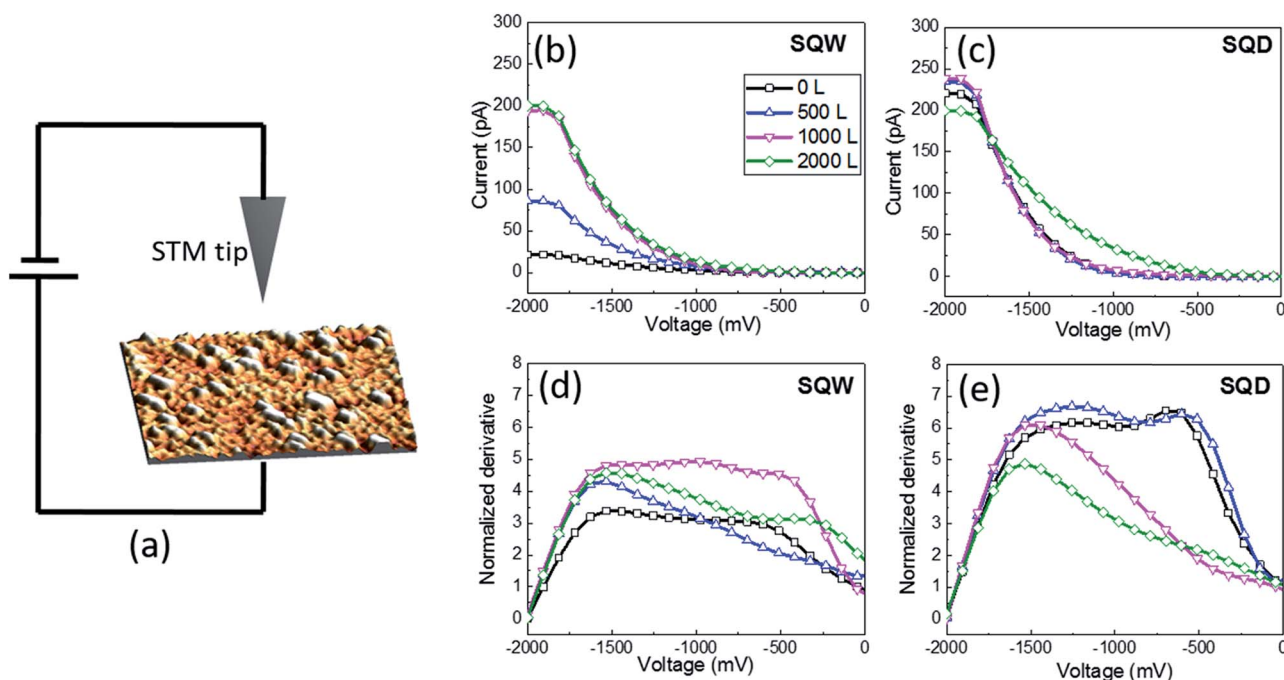 STM tip
(a)
(b)
SQW
300
250
200
150
100
50
0
Current (pA)
0 L
500 L
1000 L
2000 L
-2000
-1500
-1000
-500
0
Voltage (mV)
(c)
SQD
300
250
200
150
100
50
0
Current (pA)
-2000
-1500
-1000
-500
0
Voltage (mV)
(d)
SQW
8
7
6
5
4
3
2
1
0
Normalized derivative
-2000
-1500
-1000
-500
0
Voltage (mV)
(e)
SQD
8
7
6
5
4
3
2
1
0
Normalized derivative
-2000
-1500
-1000
-500
0
Voltage (mV)